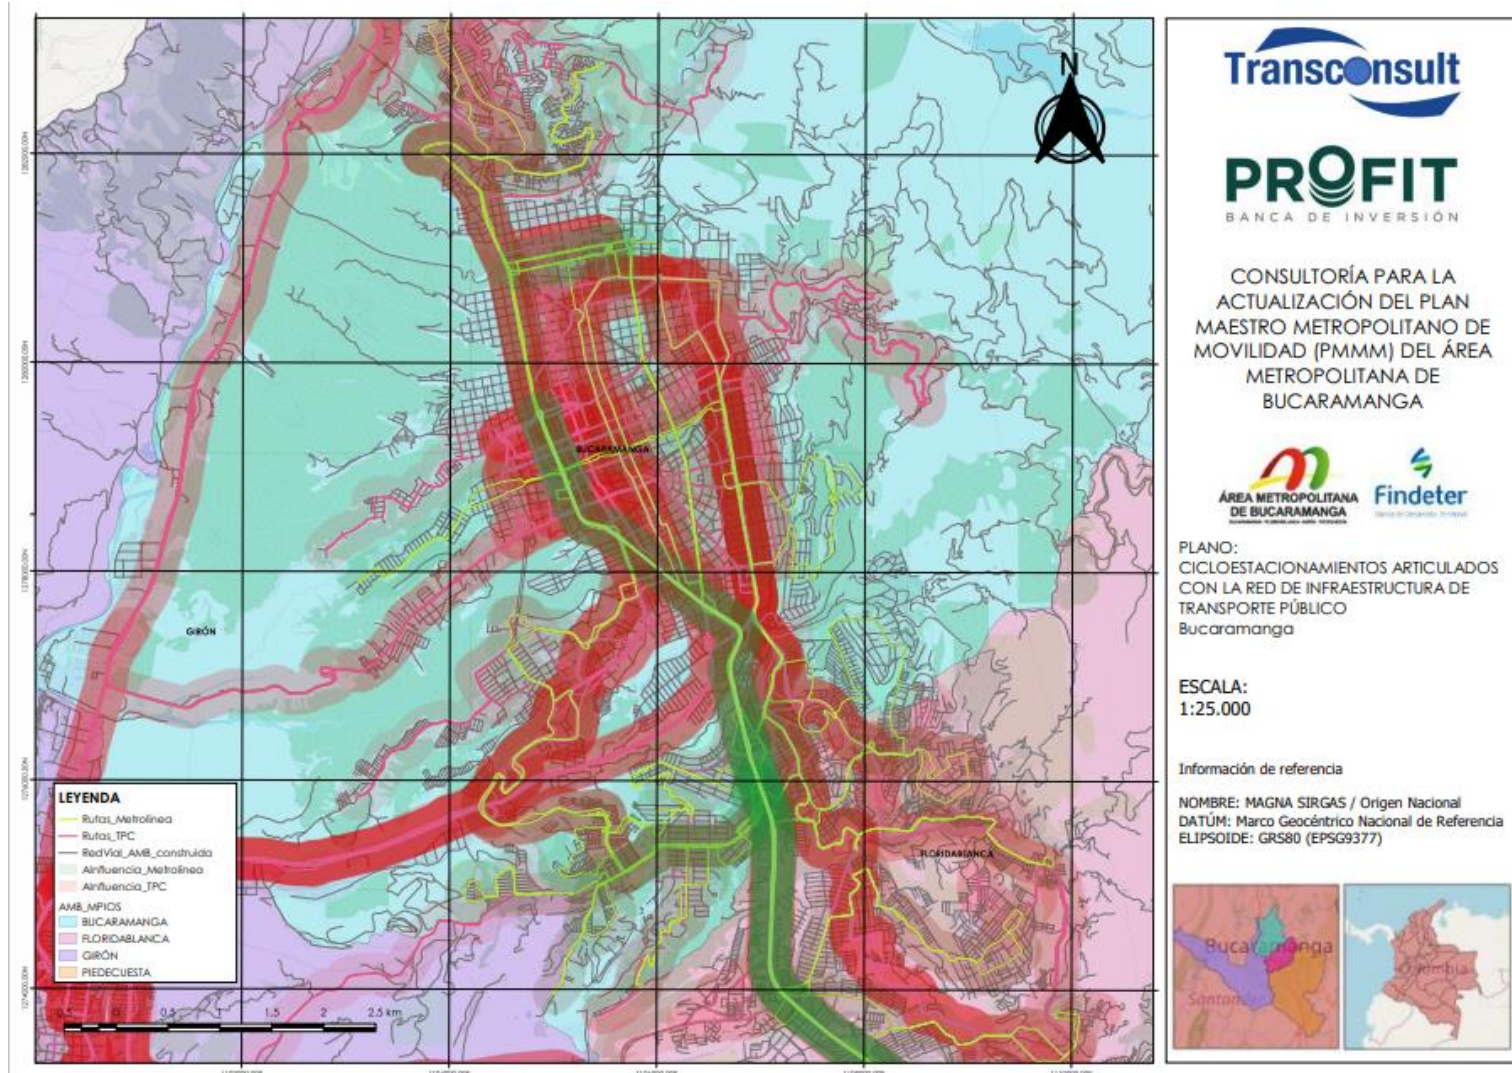 N
BUCARAMANGA
GIRÓN
FLORIDABLANCA
LEYENDA
Rutas_Metrolinea
Rutas_TPC
RedVial_AMB_construida
AInfluencia_Metrolinea
AInfluencia_TPC
AMB_MPIOS
BUCARAMANGA
FLORIDABLANCA
GIRÓN
PIEDECUESTA
0.5 0 0.5 1 1.5 2 2.5 km
Transconsult
PROFIT
BANCA DE INVERSIÓN
CONSULTORÍA PARA LA
ACTUALIZACIÓN DEL PLAN
MAESTRO METROPOLITANO DE
MOVILIDAD (PMMM) DEL ÁREA
METROPOLITANA DE
BUCARAMANGA
ÁREA METROPOLITANA
DE BUCARAMANGA
Findeter
PLANO:
CICLOESTACIONAMIENTOS ARTICULADOS
CON LA RED DE INFRAESTRUCTURA DE
TRANSPORTE PÚBLICO
Bucaramanga
ESCALA:
1:25.000
Información de referencia
NOMBRE: MAGNA SIRGAS / Origen Nacional
DATÚM: Marco Geocéntrico Nacional de Referencia
ELIPSOIDE: GRS80 (EPSG9377)
Bucaramanga
Santander